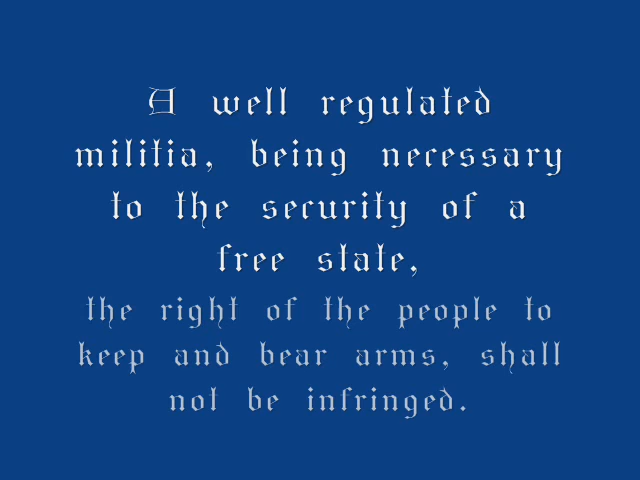 A well regulated
militia, being necessary
to the security of a
free state,
the right of the people to
keep and bear arms, shall
not be infringed.